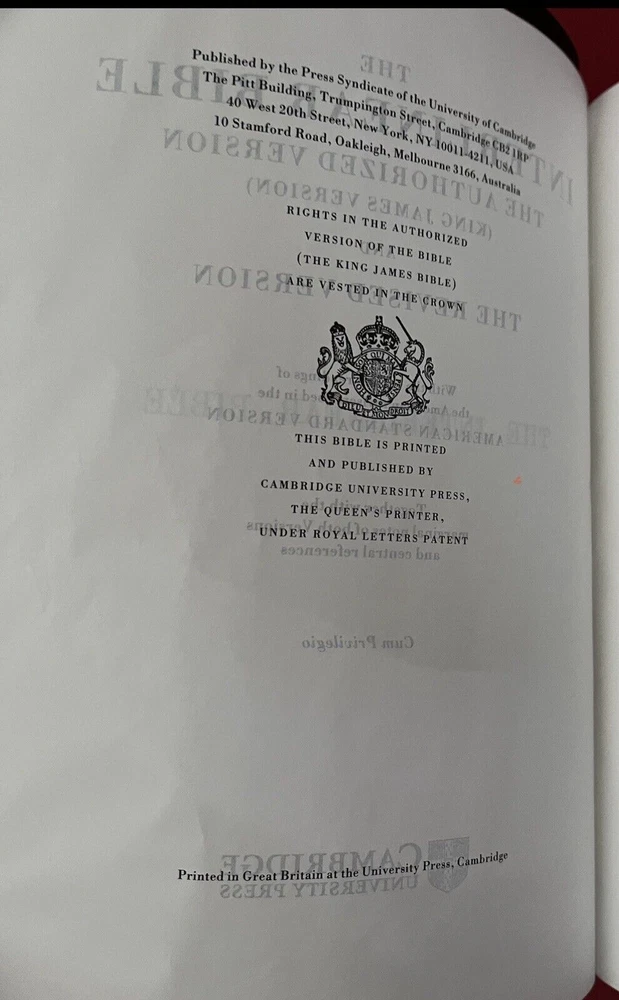 Published by the Press Syndicate of the University of Cambridge
The Pitt Building, Trumpington Street, Cambridge CB2 1RP
40 West 20th Street, New York, NY 10011-4211, USA
10 Stamford Road, Oakleigh, Melbourne 3166, Australia
RIGHTS IN THE AUTHORIZED
VERSION OF THE BIBLE
(THE KING JAMES BIBLE)
ARE VESTED IN THE CROWN
DIEU ET MON DROIT
THIS BIBLE IS PRINTED
AND PUBLISHED BY
CAMBRIDGE UNIVERSITY PRESS,
THE QUEEN'S PRINTER,
UNDER ROYAL LETTERS PATENT
Printed in Great Britain at the University Press, Cambridge